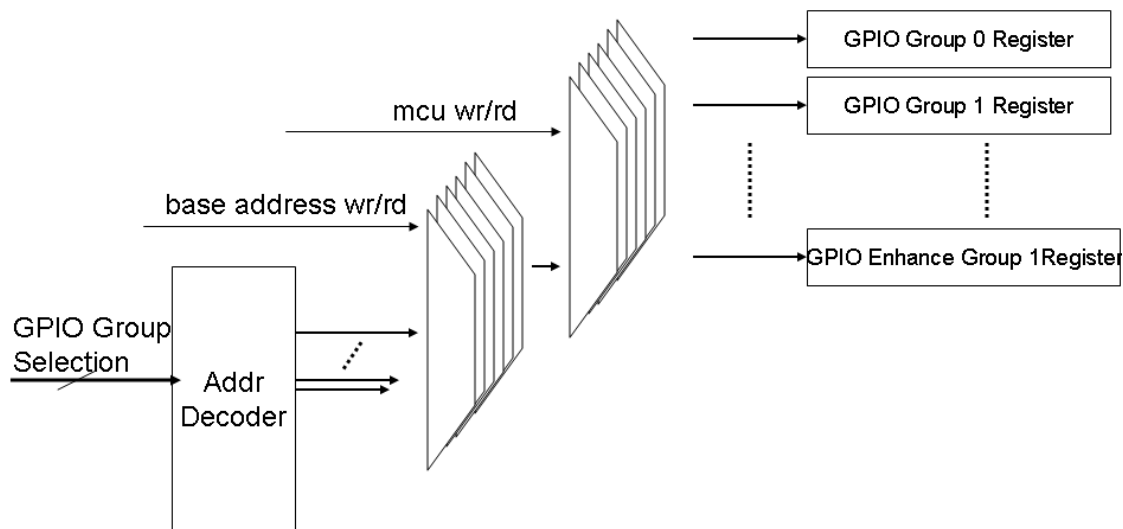 GPIO Group 0 Register
mcu wr/rd
GPIO Group 1 Register
base address wr/rd
GPIO Enhance Group 1Register
GPIO Group
Selection
Addr
Decoder